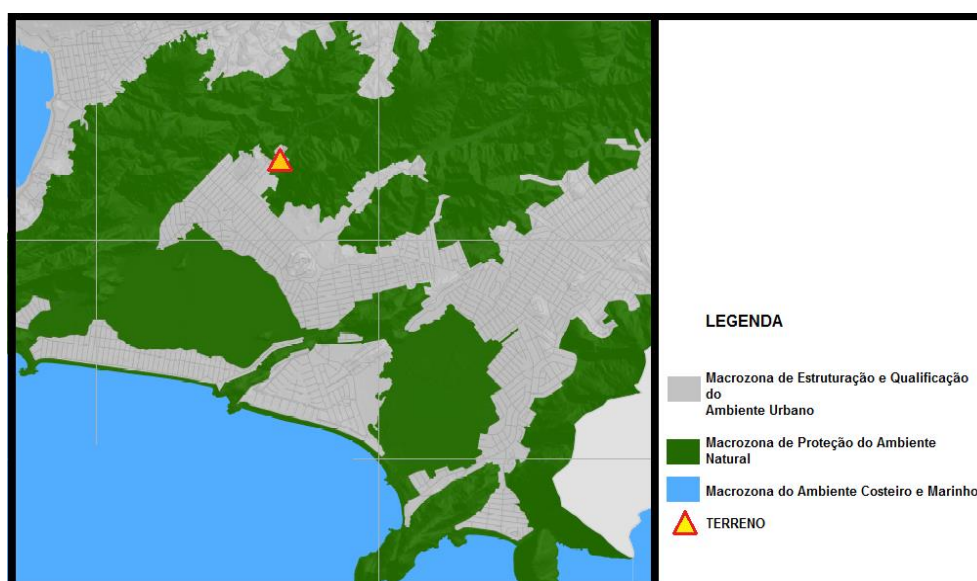 LEGENDA
Macrozona de Estruturação e Qualificação
do
Ambiente Urbano
Macrozona de Proteção do Ambiente
Natural
Macrozona do Ambiente Costeiro e Marinho
TERRENO